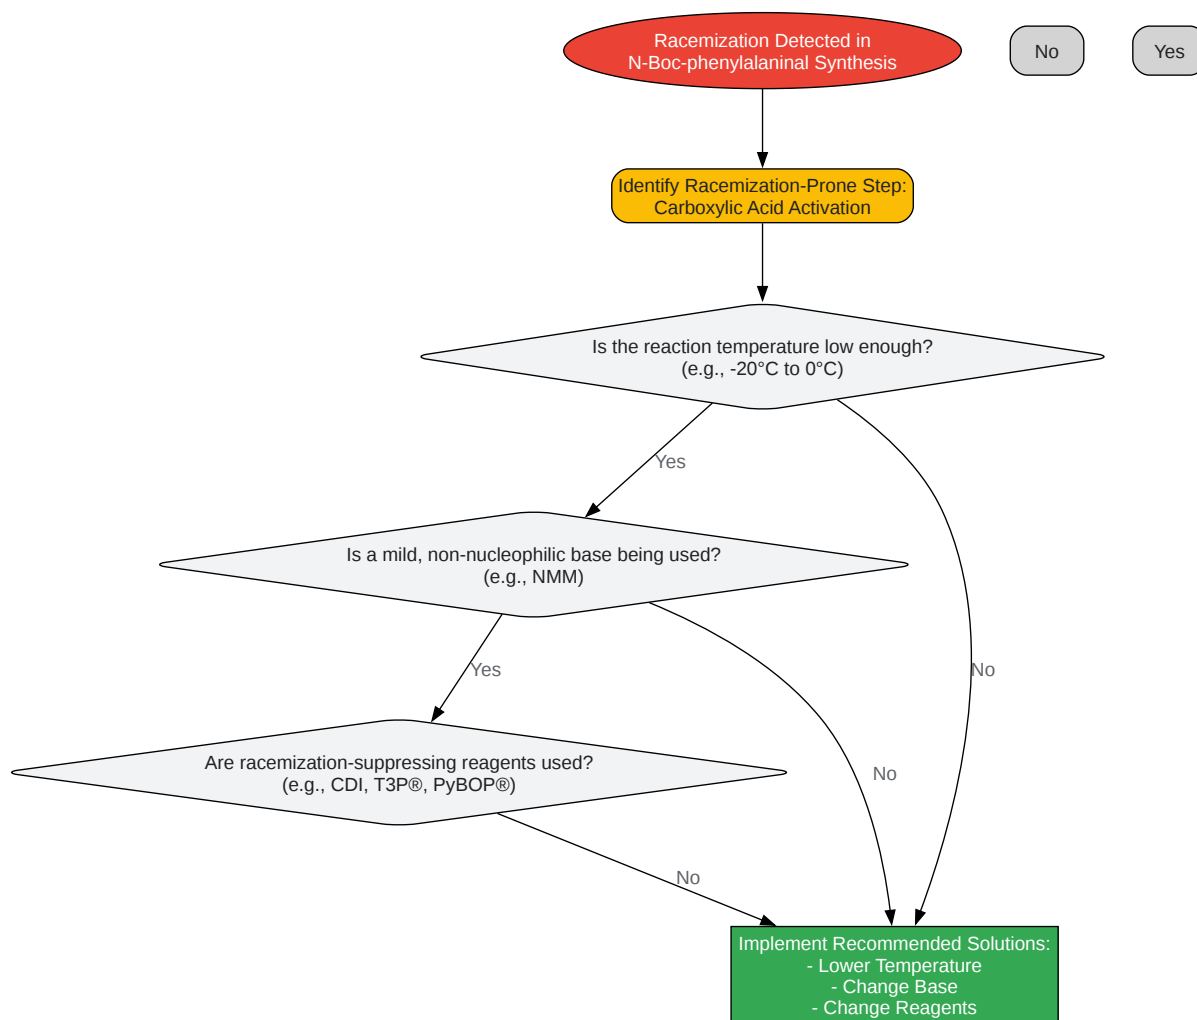 Racemization Detected in
N-Boc-phenylalaninal Synthesis
No
Yes
Identify Racemization-Prone Step:
Carboxylic Acid Activation
Is the reaction temperature low enough?
(e.g., -20°C to 0°C)
Yes
Is a mild, non-nucleophilic base being used?
(e.g., NMM)
Yes
No
Are racemization-suppressing reagents used?
(e.g., CDI, T3P®, PyBOP®)
No
No
Implement Recommended Solutions:
- Lower Temperature
- Change Base
- Change Reagents